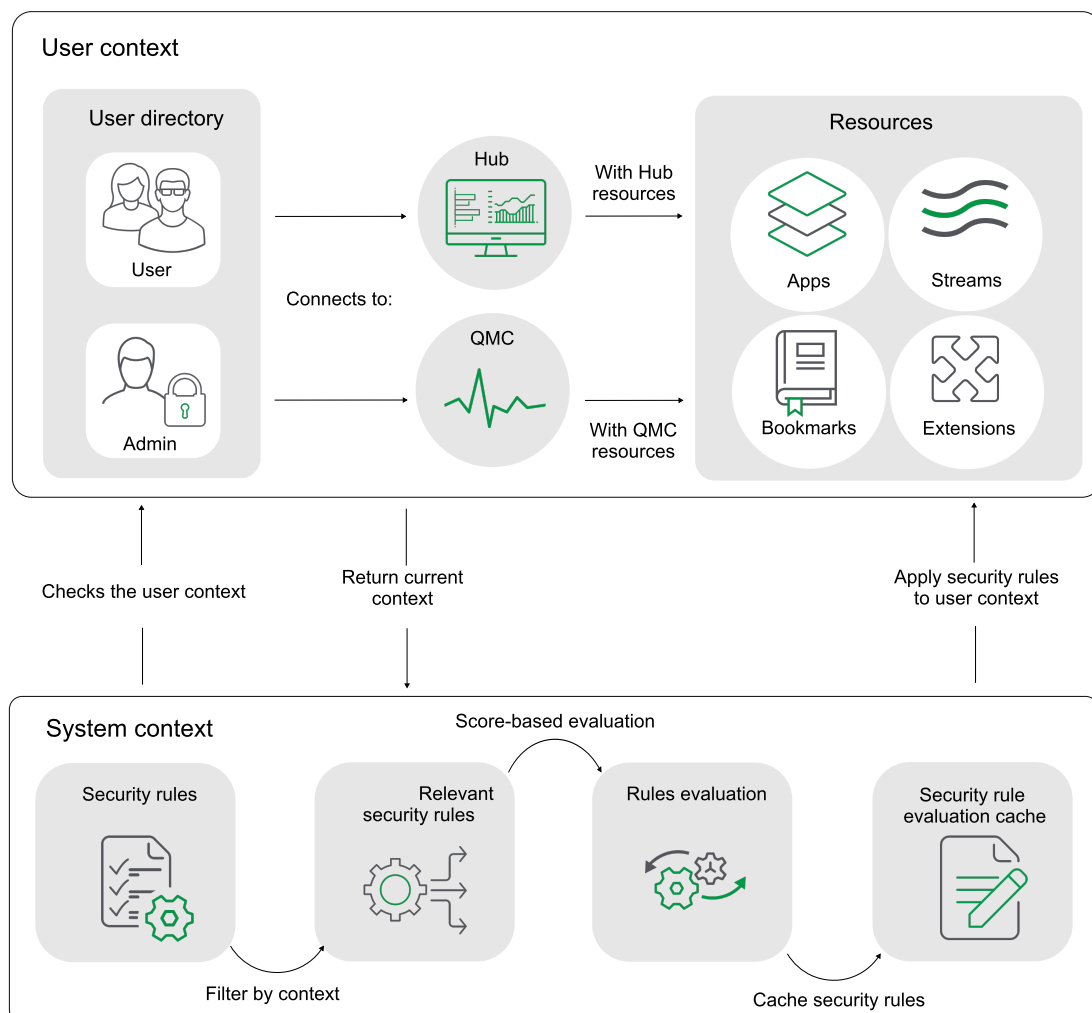 User context
User directory
User
Admin
Connects to:
Hub
QMC
With Hub
resources
With QMC
resources
Resources
Apps
Streams
Bookmarks
Extensions
Checks the user context
Return current
context
Apply security rules
to user context
System context
Score-based evaluation
Security rules
Relevant
security rules
Rules evaluation
Security rule
evaluation cache
Filter by context
Cache security rules